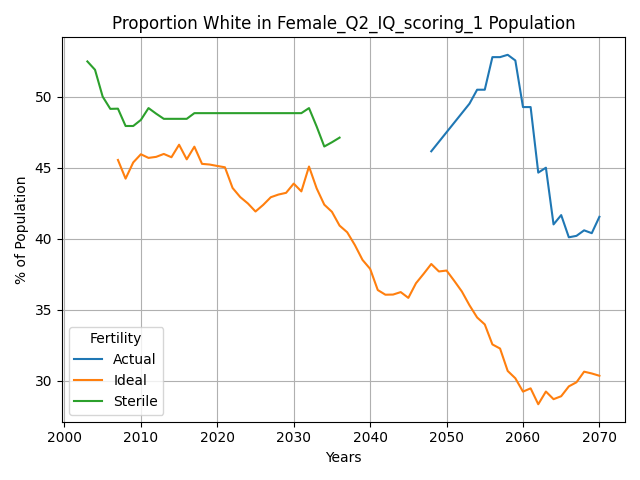 Proportion White in Female_Q2_IQ_scoring_1 Population
% of Population
50
45
40
35
30
Fertility
Actual
Ideal
Sterile
2000 2010 2020 2030 2040 2050 2060 2070
Years